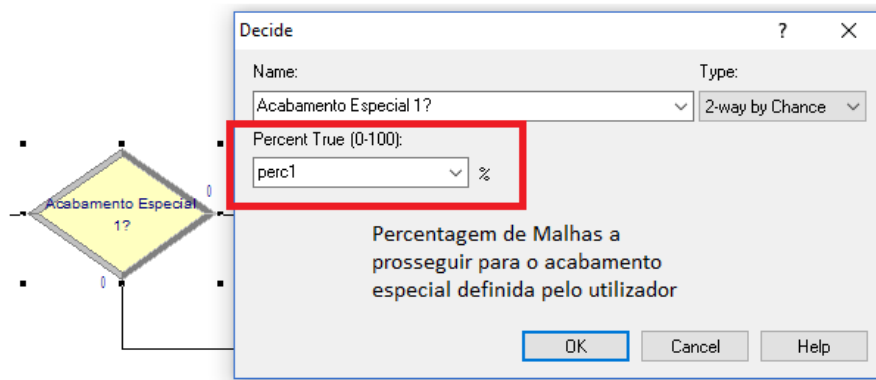 Decide
?
Name:
Type:
Acabamento Especial 1?
2-way by Chance
Percent True (0-100):
perc1
%
Acabamento Especial
1?
0
0
Percentagem de Malhas a
prosseguir para o acabamento
especial definida pelo utilizador
OK
Cancel
Help